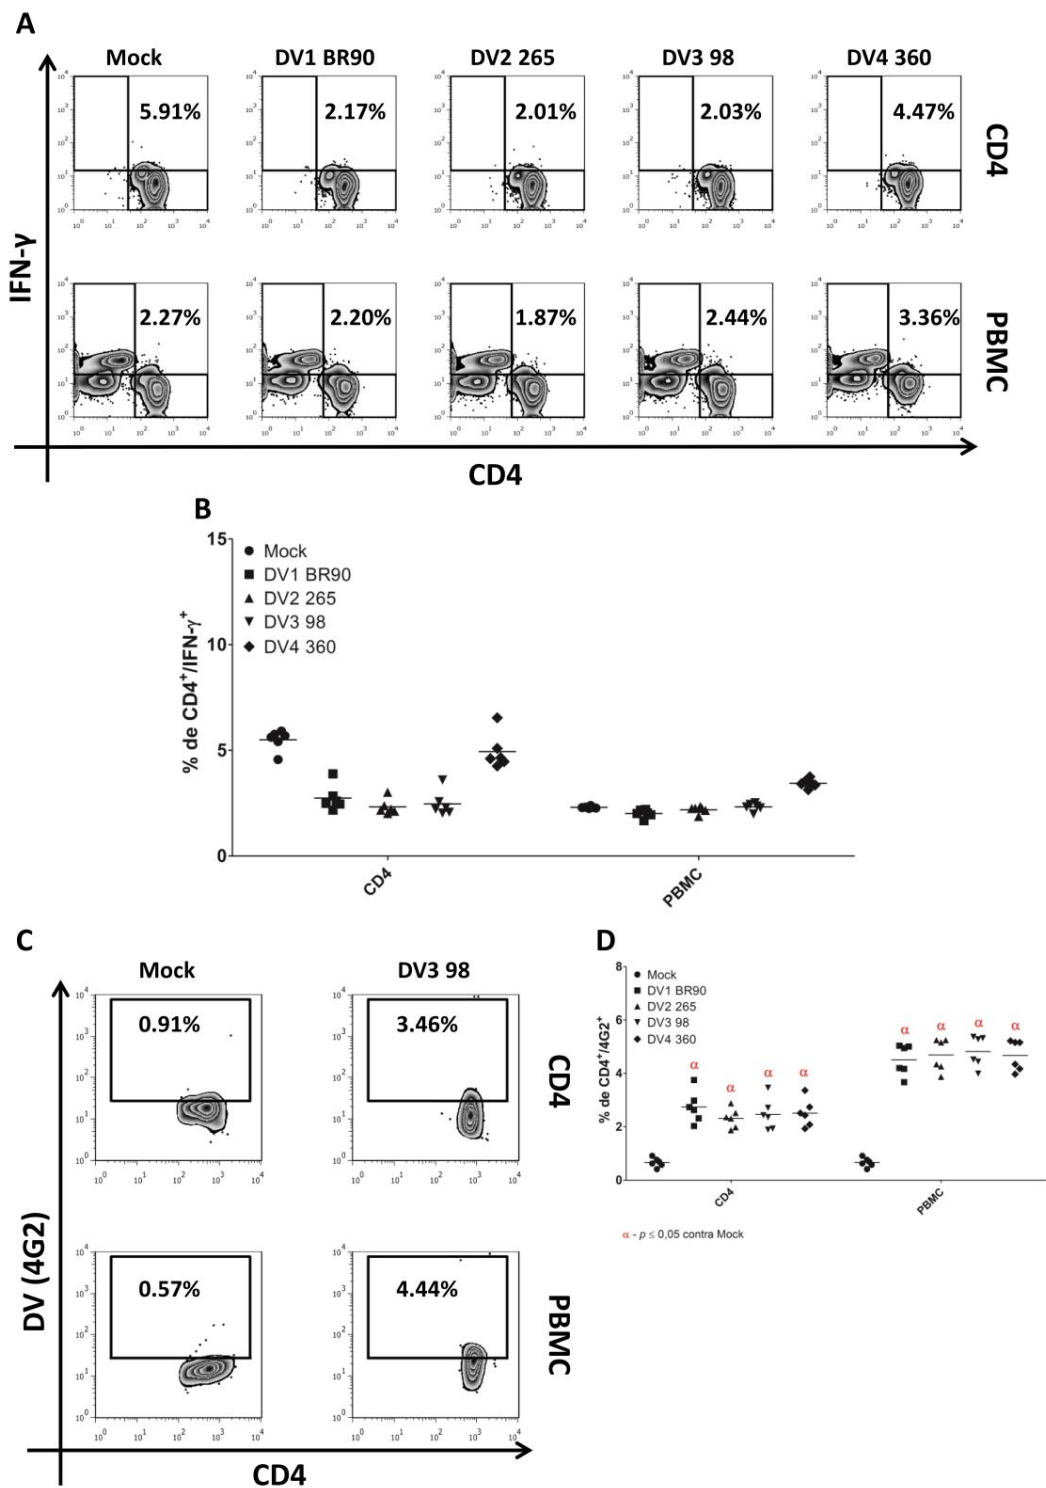 A
Mock DV1 BR90 DV2 265 DV3 98 DV4 360
5.91% 2.17% 2.01% 2.03% 4.47%
CD4
2.27% 2.20% 1.87% 2.44% 3.36%
PBMC
IFN-γ
CD4
B
15
10
5
0
% de CD4⁺/IFN-γ⁺
Mock
DV1 BR90
DV2 265
DV3 98
DV4 360
CD4 PBMC
C
Mock DV3 98
0.91% 3.46%
CD4
0.57% 4.44%
PBMC
DV (4G2)
CD4
D
8
6
4
2
0
% de CD4⁺/4G2⁺
Mock
DV1 BR90
DV2 265
DV3 98
DV4 360
α α α α α α α α
CD4 PBMC
α - p ≤ 0,05 contra Mock